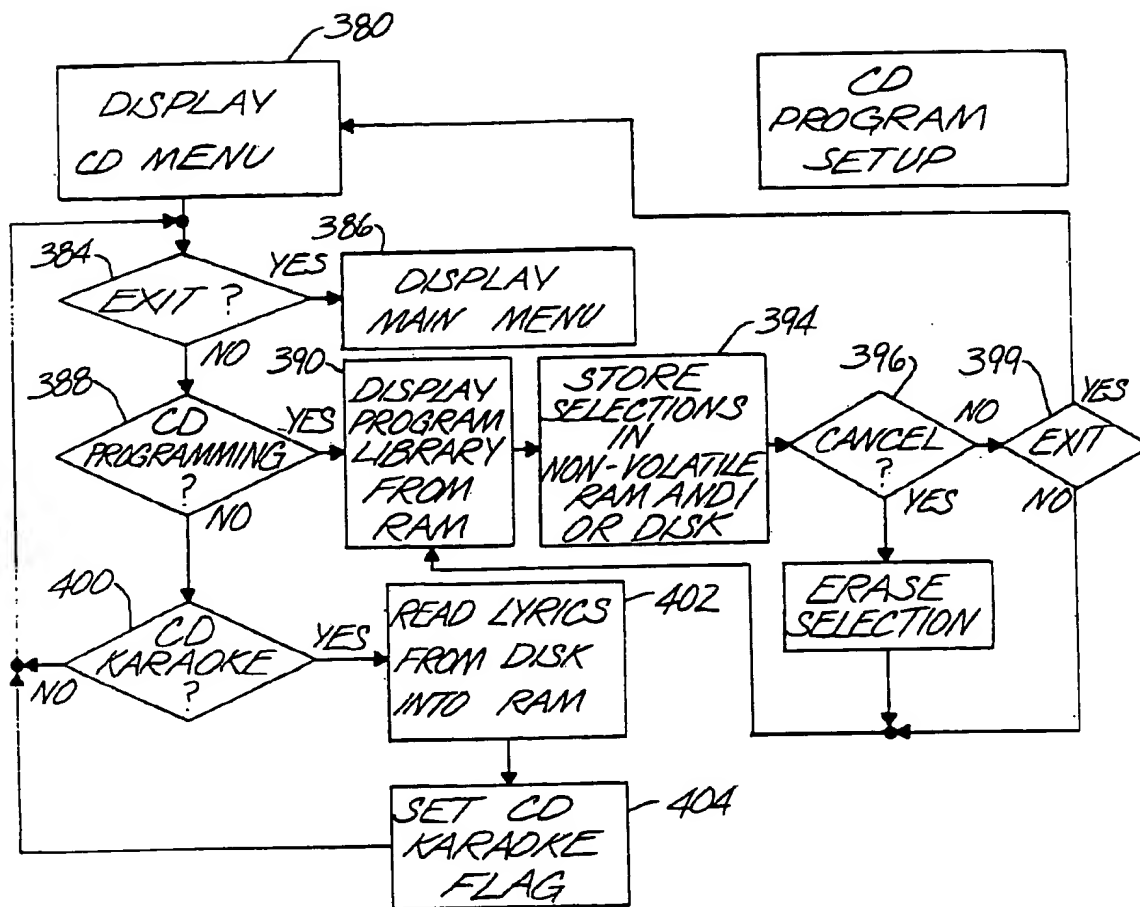 380
DISPLAY
CD MENU
CD
PROGRAM
SETUP
384
EXIT ?
YES
NO
386
DISPLAY
MAIN MENU
388
CD
PROGRAMMING
?
YES
NO
390
DISPLAY
PROGRAM
LIBRARY
FROM
RAM
394
STORE
SELECTIONS
IN
NON-VOLATILE
RAM AND/
OR DISK
396
CANCEL
?
NO
YES
399
EXIT
YES
NO
ERASE
SELECTION
400
CD
KARAOKE
?
YES
NO
402
READ LYRICS
FROM DISK
INTO RAM
404
SET CD
KARAOKE
FLAG